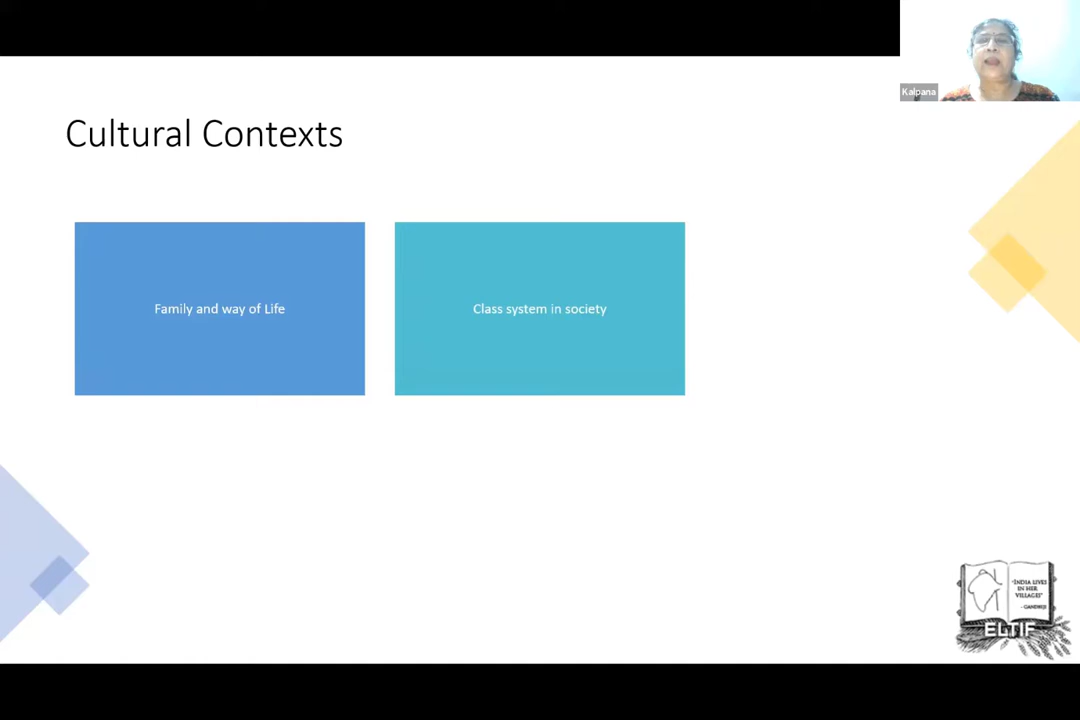 Kalpana
Cultural Contexts
Family and way of Life
Class system in society
"INDIA LIVES
IN HER
VILLAGES"
- GANDHIJI
ELTIF